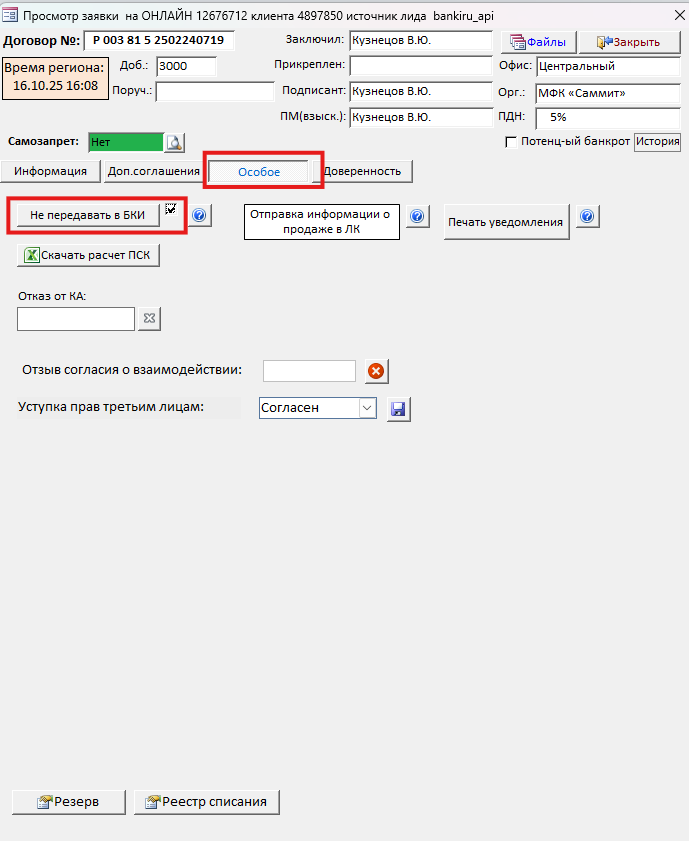 Просмотр заявки на ОНЛАЙН 12676712 клиента 4897850 источник лида bankiru_api
Договор №: Р 003 81 5 2502240719
Заключил: Кузнецов В.Ю.
Файлы
Закрыть
Время региона:
16.10.25 16:08
Доб.: 3000
Прикреплен:
Офис: Центральный
Поруч.:
Подписант: Кузнецов В.Ю.
Орг.: МФК «Саммит»
ПМ(взыск.): Кузнецов В.Ю.
ПДН: 5%
Самозапрет: Нет
Потенц-ый банкрот
История
Информация
Доп.соглашения
Особое
Доверенность
Не передавать в БКИ
Отправка информации о
продаже в ЛК
Печать уведомления
Скачать расчет ПСК
Отказ от КА:
Отзыв согласия о взаимодействии:
Уступка прав третьим лицам: Согласен
Резерв
Реестр списания